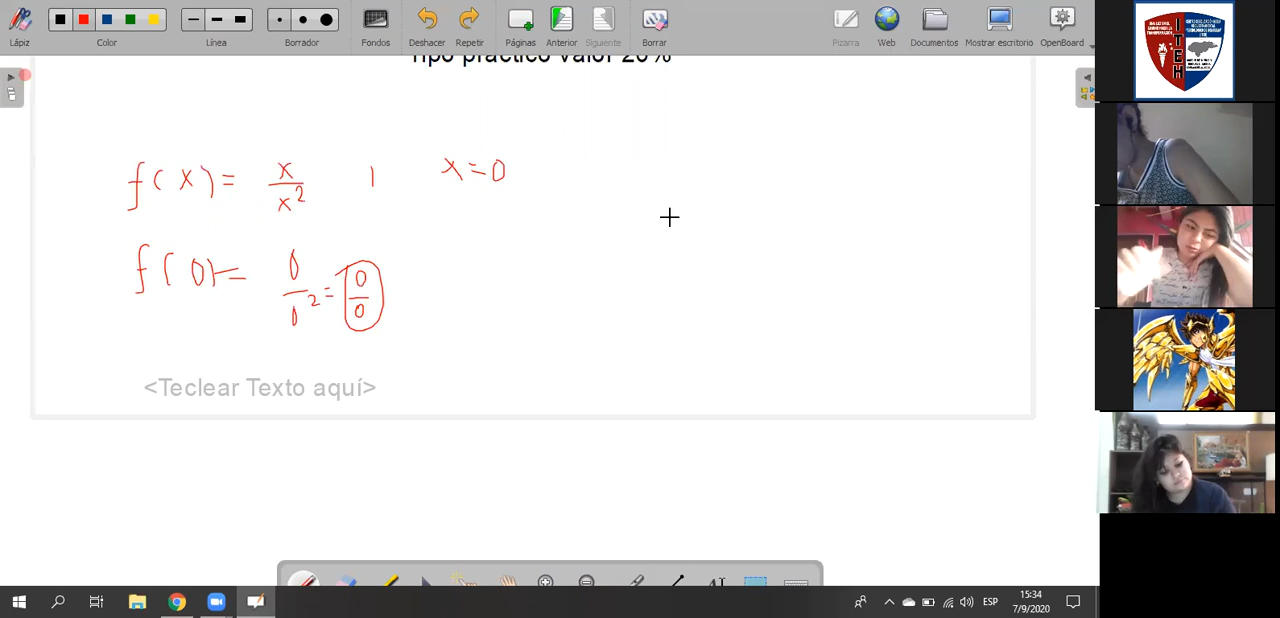 Lápiz
Color
Línea
Borrador
Fondos
Deshacer
Repetir
Páginas
Anterior
Siguiente
Borrar
Pizarra
Web
Documentos
Mostrar escritorio
OpenBoard
Tipo práctico Valor 20%
f(x) = x/x² , x=0
f(0) = 0/0² = 0/0
<Teclear Texto aquí>
ITEH
ESP
15:34
7/9/2020